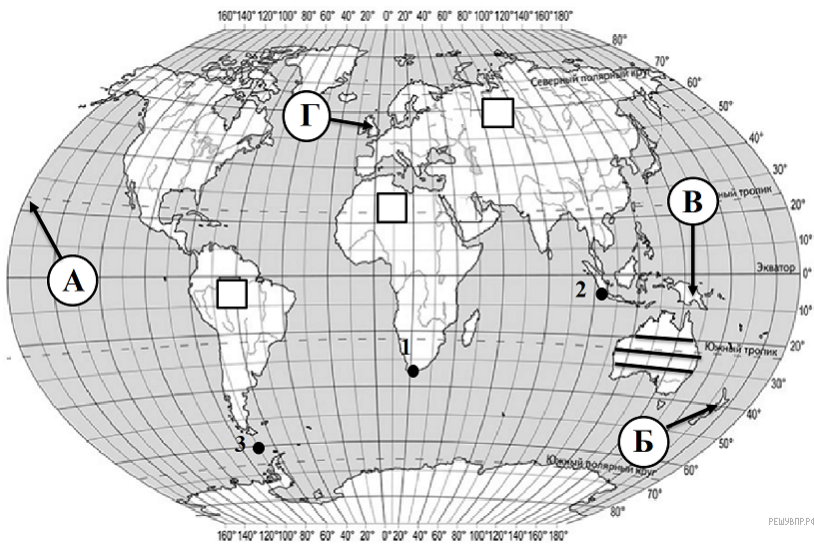 160°140° 120° 100° 80° 60° 40° 20° 0° 20° 40° 60° 80° 100°120°140° 160°180°
80°
70°
Северный полярный круг
60°
50°
Г
40°
30°
ный тропик
В
20°
10°
Экватор
0°
А
2
10°
1
Южный тропик
20°
30°
40°
Б
3
50°
Южный полярный круг
60°
70°
80°
РЕШУВПР.РФ
160°140° 120° 100° 80° 60° 40° 20° 0° 20° 40° 60° 80° 100°120°140° 160°180°